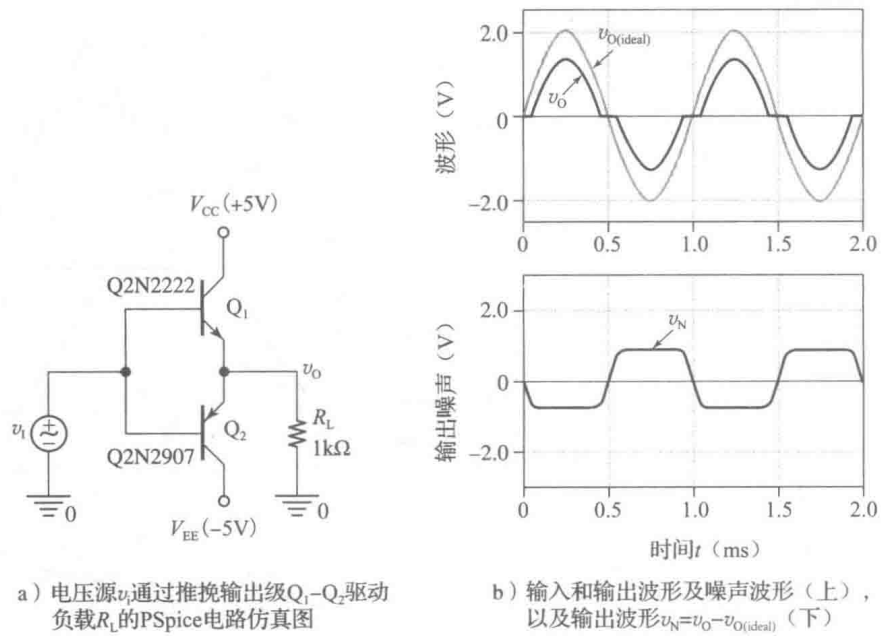 V_CC(+5V)
Q2N2222
Q₁
v_O
v_I
Q₂
R_L
1kΩ
Q2N2907
0
0
V_EE(−5V)
a）电压源v_I通过推挽输出级Q₁-Q₂驱动
负载R_L的PSpice电路仿真图
波形（V）
2.0
0
−2.0
v_O(ideal)
v_O
0
0.5
1.0
1.5
2.0
输出噪声（V）
2.0
0
−2.0
v_N
0
0.5
1.0
1.5
2.0
时间t（ms）
b）输入和输出波形及噪声波形（上），
以及输出波形v_N=v_O−v_O(ideal)（下）